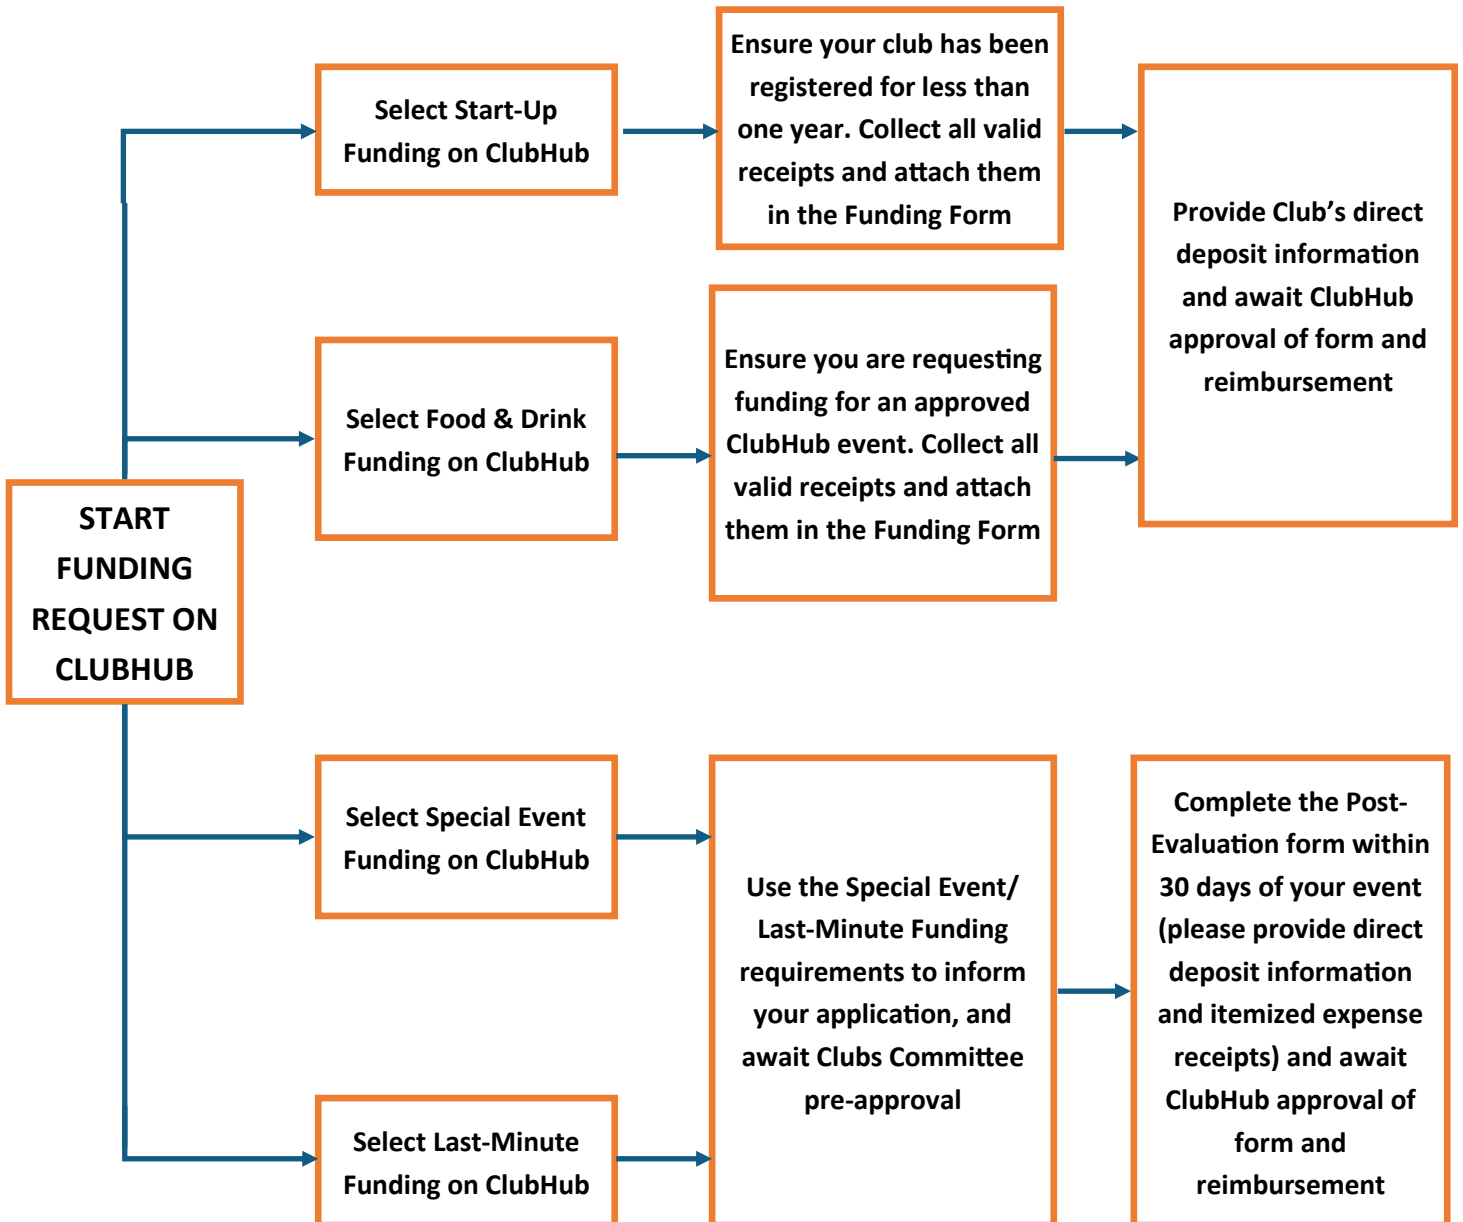 START
FUNDING
REQUEST ON
CLUBHUB
Select Start-Up
Funding on ClubHub
Ensure your club has been
registered for less than
one year. Collect all valid
receipts and attach them
in the Funding Form
Select Food & Drink
Funding on ClubHub
Ensure you are requesting
funding for an approved
ClubHub event. Collect all
valid receipts and attach
them in the Funding Form
Provide Club’s direct
deposit information
and await ClubHub
approval of form and
reimbursement
Select Special Event
Funding on ClubHub
Select Last-Minute
Funding on ClubHub
Use the Special Event/
Last-Minute Funding
requirements to inform
your application, and
await Clubs Committee
pre-approval
Complete the Post-
Evaluation form within
30 days of your event
(please provide direct
deposit information
and itemized expense
receipts) and await
ClubHub approval of
form and
reimbursement